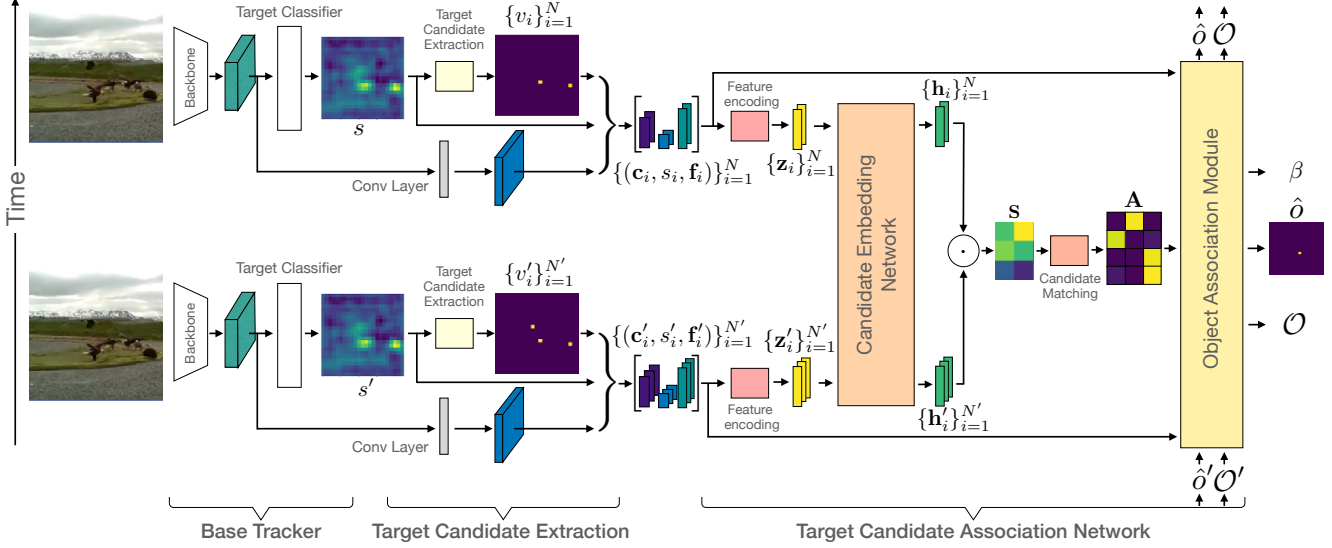 Time
Target Classifier
Backbone
s
Target
Candidate
Extraction
{v_i}_{i=1}^N
Conv Layer
{(c_i, s_i, f_i)}_{i=1}^N
Feature
encoding
{z_i}_{i=1}^N
{h_i}_{i=1}^N
Candidate Embedding
Network
S
Candidate
Matching
A
ô
𝒪
Object Association Module
β
ô
𝒪
Target Classifier
Backbone
s′
Target
Candidate
Extraction
{v′_i}_{i=1}^{N′}
Conv Layer
{(c′_i, s′_i, f′_i)}_{i=1}^{N′}
Feature
encoding
{z′_i}_{i=1}^{N′}
{h′_i}_{i=1}^{N′}
ô′
𝒪′
Base Tracker
Target Candidate Extraction
Target Candidate Association Network